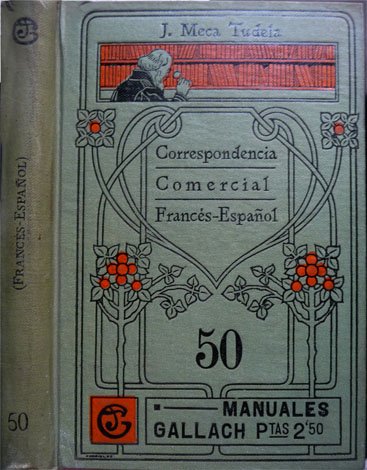 J. Meca Tudela
Correspondencia
Comercial
Francés-Español
50
MANUALES
GALLACH PTAS 2'50
(FRANCÉS-ESPAÑOL)
50